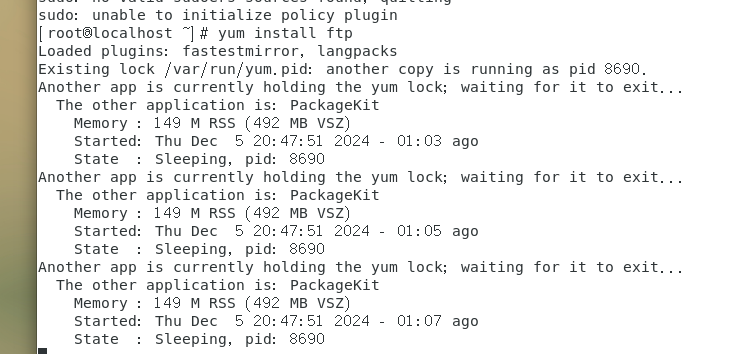 sudo: no valid sudoers sources found, quitting
sudo: unable to initialize policy plugin
[root@localhost ~]# yum install ftp
Loaded plugins: fastestmirror, langpacks
Existing lock /var/run/yum.pid: another copy is running as pid 8690.
Another app is currently holding the yum lock; waiting for it to exit...
  The other application is: PackageKit
    Memory : 149 M RSS (492 MB VSZ)
    Started: Thu Dec  5 20:47:51 2024 - 01:03 ago
    State  : Sleeping, pid: 8690
Another app is currently holding the yum lock; waiting for it to exit...
  The other application is: PackageKit
    Memory : 149 M RSS (492 MB VSZ)
    Started: Thu Dec  5 20:47:51 2024 - 01:05 ago
    State  : Sleeping, pid: 8690
Another app is currently holding the yum lock; waiting for it to exit...
  The other application is: PackageKit
    Memory : 149 M RSS (492 MB VSZ)
    Started: Thu Dec  5 20:47:51 2024 - 01:07 ago
    State  : Sleeping, pid: 8690